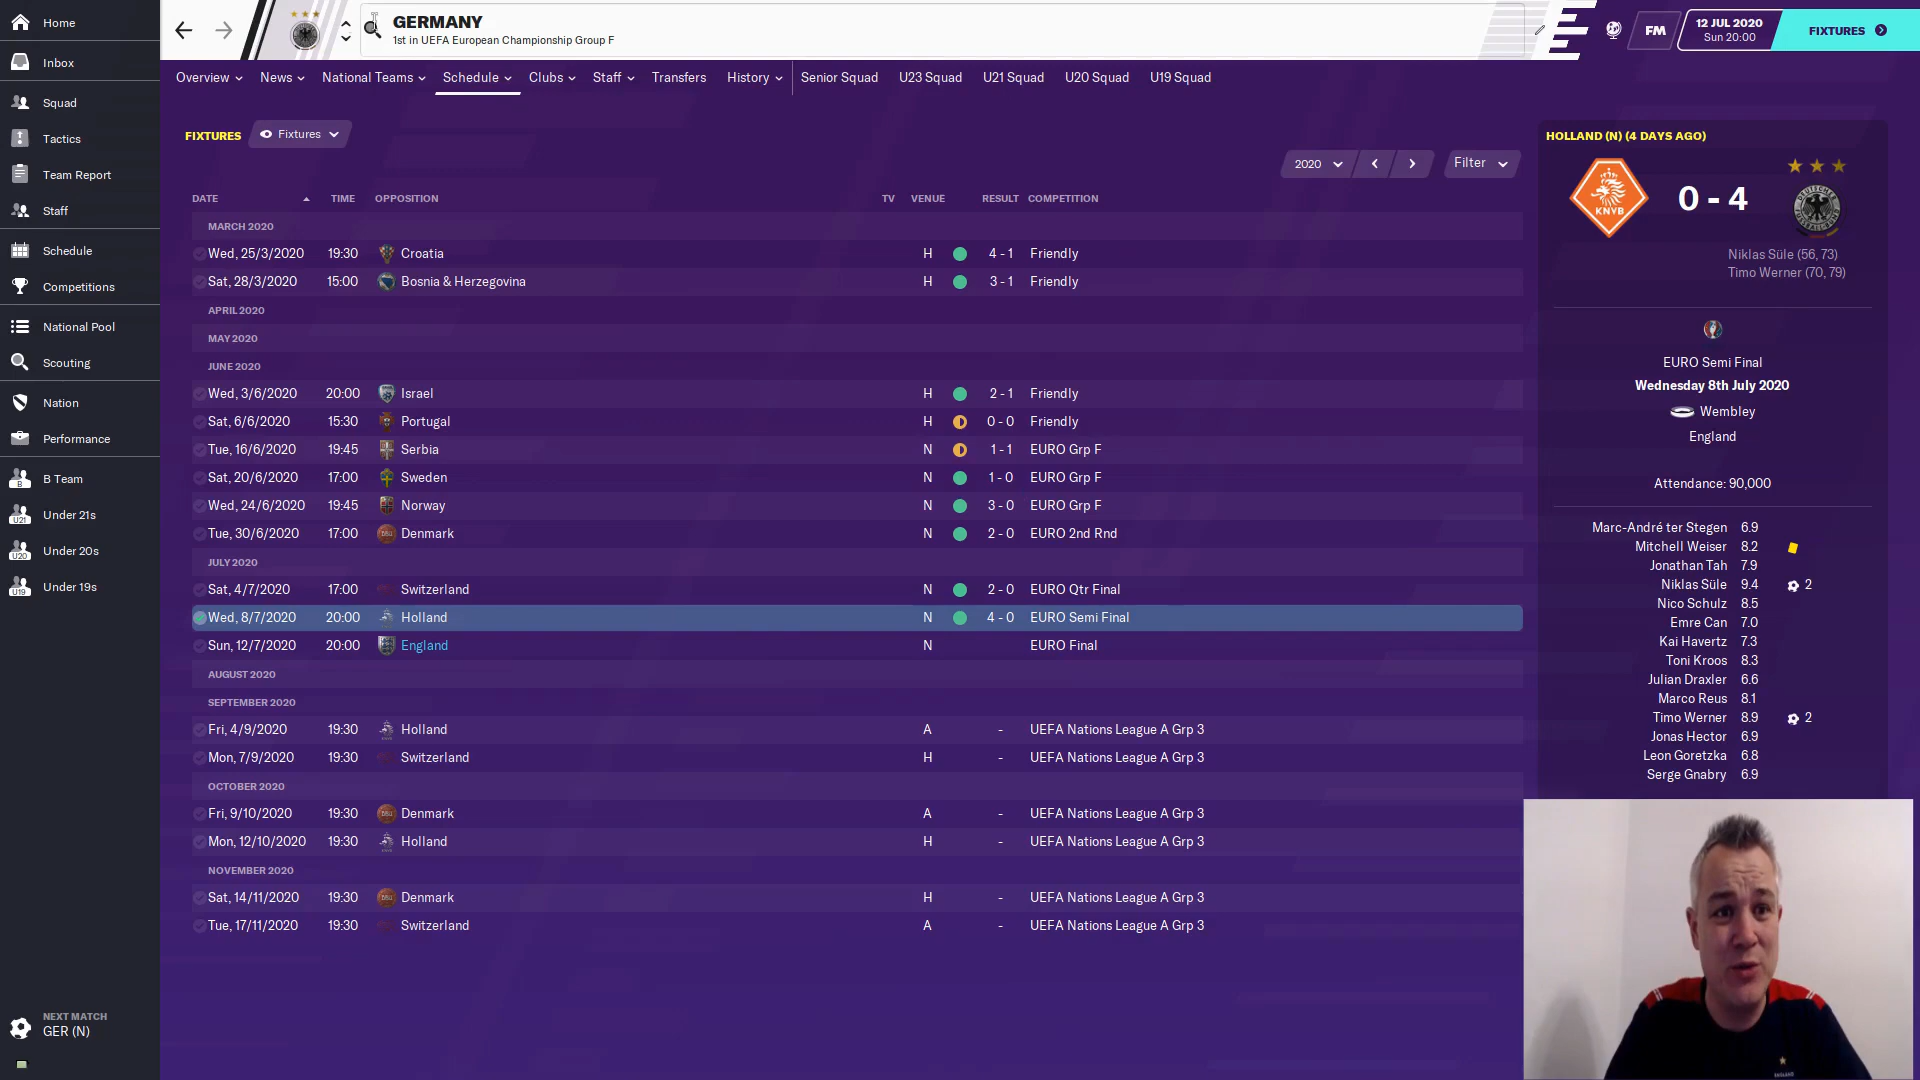 Home
Inbox
Squad
Tactics
Team Report
Staff
Schedule
Competitions
National Pool
Scouting
Nation
Performance
B
B Team
U21
Under 21s
U20
Under 20s
U19
Under 19s
NEXT MATCH
GER (N)
GERMANY
1st in UEFA European Championship Group F
FM
12 JUL 2020
Sun 20:00
FIXTURES
Overview News National Teams Schedule Clubs Staff Transfers History Senior Squad U23 Squad U21 Squad U20 Squad U19 Squad
FIXTURES Fixtures
2020 Filter
DATE TIME OPPOSITION TV VENUE RESULT COMPETITION
MARCH 2020
Wed, 25/3/2020 19:30 Croatia H 4 - 1 Friendly
Sat, 28/3/2020 15:00 Bosnia & Herzegovina H 3 - 1 Friendly
APRIL 2020
MAY 2020
JUNE 2020
Wed, 3/6/2020 20:00 Israel H 2 - 1 Friendly
Sat, 6/6/2020 15:30 Portugal H 0 - 0 Friendly
Tue, 16/6/2020 19:45 Serbia N 1 - 1 EURO Grp F
Sat, 20/6/2020 17:00 Sweden N 1 - 0 EURO Grp F
Wed, 24/6/2020 19:45 Norway N 3 - 0 EURO Grp F
Tue, 30/6/2020 17:00 Denmark N 2 - 0 EURO 2nd Rnd
JULY 2020
Sat, 4/7/2020 17:00 Switzerland N 2 - 0 EURO Qtr Final
Wed, 8/7/2020 20:00 Holland N 4 - 0 EURO Semi Final
Sun, 12/7/2020 20:00 England N EURO Final
AUGUST 2020
SEPTEMBER 2020
Fri, 4/9/2020 19:30 Holland A - UEFA Nations League A Grp 3
Mon, 7/9/2020 19:30 Switzerland H - UEFA Nations League A Grp 3
OCTOBER 2020
Fri, 9/10/2020 19:30 Denmark A - UEFA Nations League A Grp 3
Mon, 12/10/2020 19:30 Holland H - UEFA Nations League A Grp 3
NOVEMBER 2020
Sat, 14/11/2020 19:30 Denmark H - UEFA Nations League A Grp 3
Tue, 17/11/2020 19:30 Switzerland A - UEFA Nations League A Grp 3
HOLLAND (N) (4 DAYS AGO)
KNVB
0 - 4
Niklas Süle (56, 73)
Timo Werner (70, 79)
EURO Semi Final
Wednesday 8th July 2020
Wembley
England
Attendance: 90,000
Marc-André ter Stegen 6.9
Mitchell Weiser 8.2
Jonathan Tah 7.9
Niklas Süle 9.4 2
Nico Schulz 8.5
Emre Can 7.0
Kai Havertz 7.3
Toni Kroos 8.3
Julian Draxler 6.6
Marco Reus 8.1
Timo Werner 8.9 2
Jonas Hector 6.9
Leon Goretzka 6.8
Serge Gnabry 6.9